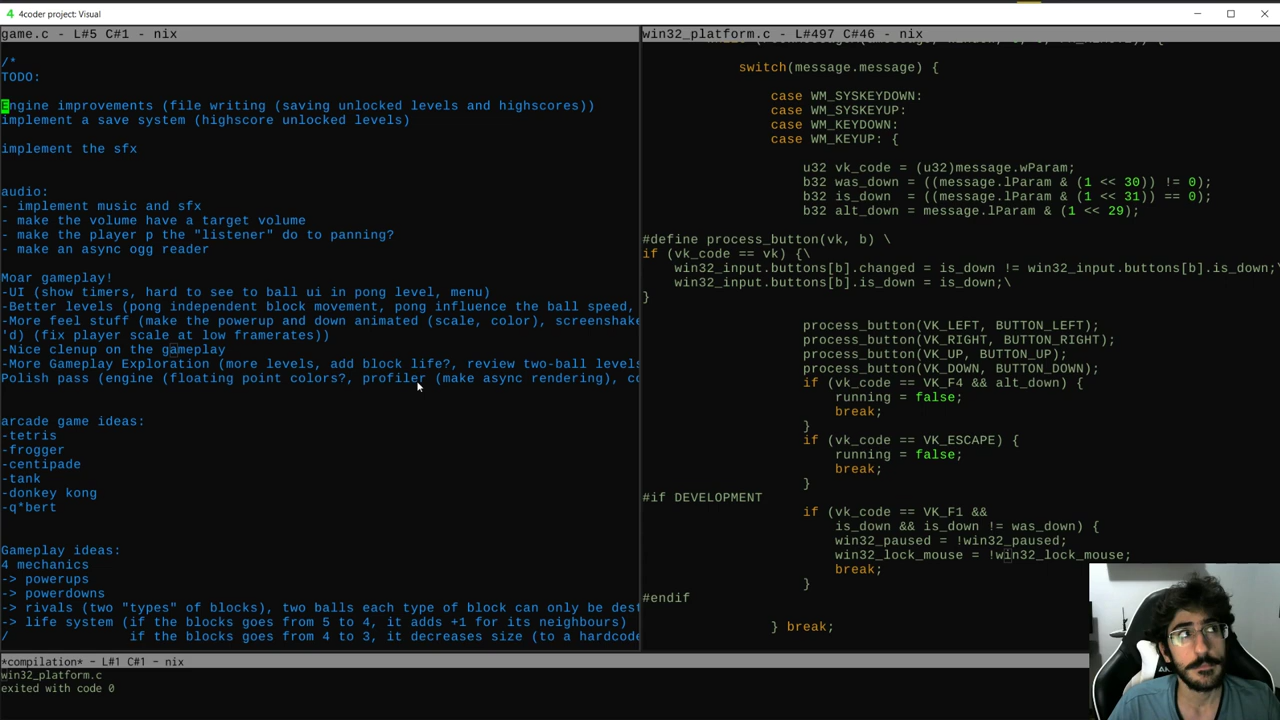 4 4coder project: Visual
game.c - L#5 C#1 - nix
/*
TODO:
Engine improvements (file writing (saving unlocked levels and highscores))
implement a save system (highscore unlocked levels)
implement the sfx
audio:
- implement music and sfx
- make the volume have a target volume
- make the player p the "listener" do to panning?
- make an async ogg reader
Moar gameplay!
-UI (show timers, hard to see to ball ui in pong level, menu)
-Better levels (pong independent block movement, pong influence the ball speed,
-More feel stuff (make the powerup and down animated (scale, color), screenshake
'd) (fix player scale at low framerates))
-Nice clenup on the gameplay
-More Gameplay Exploration (more levels, add block life?, review two-ball levels
Polish pass (engine (floating point colors?, profiler (make async rendering), co
arcade game ideas:
-tetris
-frogger
-centipade
-tank
-donkey kong
-q*bert
Gameplay ideas:
4 mechanics
-> powerups
-> powerdowns
-> rivals (two "types" of blocks), two balls each type of block can only be dest
-> life system (if the blocks goes from 5 to 4, it adds +1 for its neighbours)
/ if the blocks goes from 4 to 3, it decreases size (to a hardcode
win32_platform.c - L#497 C#46 - nix
switch(message.message) {
case WM_SYSKEYDOWN:
case WM_SYSKEYUP:
case WM_KEYDOWN:
case WM_KEYUP: {
u32 vk_code = (u32)message.wParam;
b32 was_down = ((message.lParam & (1 << 30)) != 0);
b32 is_down = ((message.lParam & (1 << 31)) == 0);
b32 alt_down = message.lParam & (1 << 29);
#define process_button(vk, b) \
if (vk_code == vk) {\
win32_input.buttons[b].changed = is_down != win32_input.buttons[b].is_down;\
win32_input.buttons[b].is_down = is_down;\
}
process_button(VK_LEFT, BUTTON_LEFT);
process_button(VK_RIGHT, BUTTON_RIGHT);
process_button(VK_UP, BUTTON_UP);
process_button(VK_DOWN, BUTTON_DOWN);
if (vk_code == VK_F4 && alt_down) {
running = false;
break;
}
if (vk_code == VK_ESCAPE) {
running = false;
break;
}
#if DEVELOPMENT
if (vk_code == VK_F1 &&
is_down && is_down != was_down) {
win32_paused = !win32_paused;
win32_lock_mouse = !win32_lock_mouse;
break;
}
#endif
} break;
*compilation* - L#1 C#1 - nix
win32_platform.c
exited with code 0